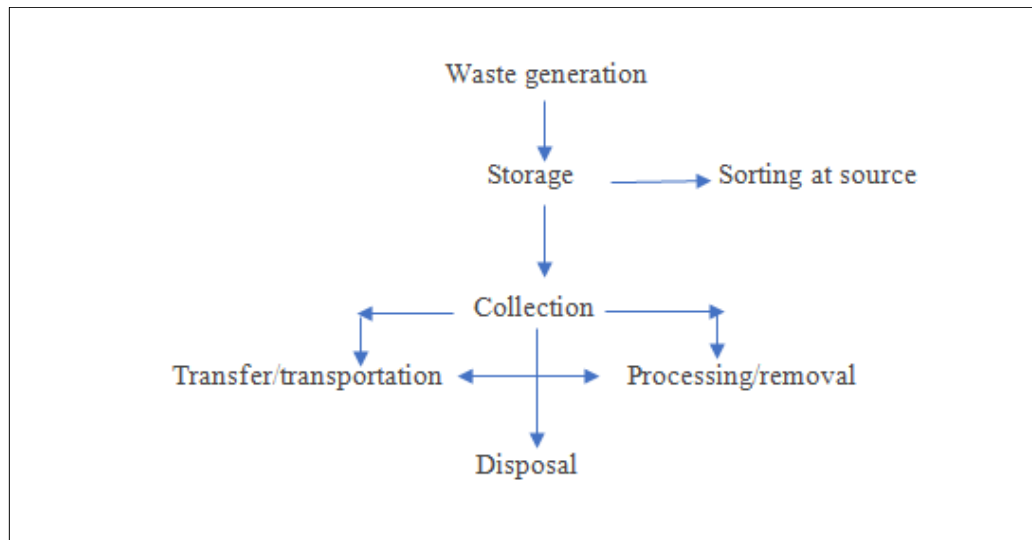 Waste generation
Storage
Sorting at source
Collection
Transfer/transportation
Processing/removal
Disposal